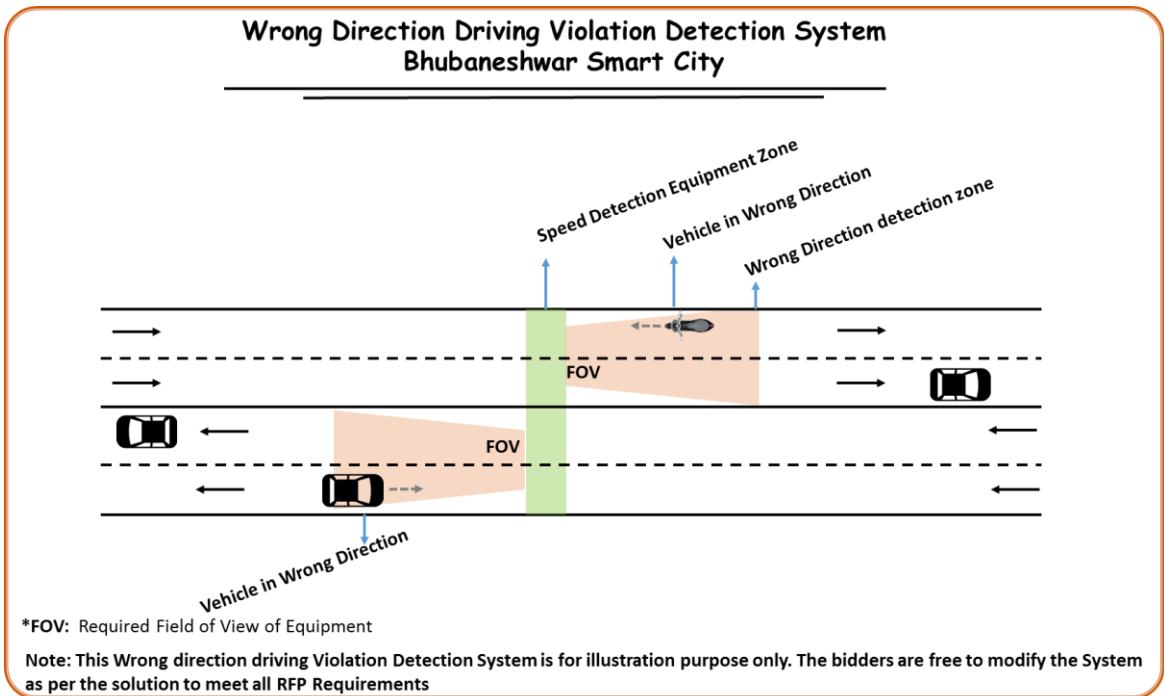 Wrong Direction Driving Violation Detection System
Bhubaneshwar Smart City
Speed Detection Equipment Zone
Vehicle in Wrong Direction
Wrong Direction detection zone
FOV
FOV
Vehicle in Wrong Direction
*FOV: Required Field of View of Equipment
Note: This Wrong direction driving Violation Detection System is for illustration purpose only. The bidders are free to modify the System
as per the solution to meet all RFP Requirements